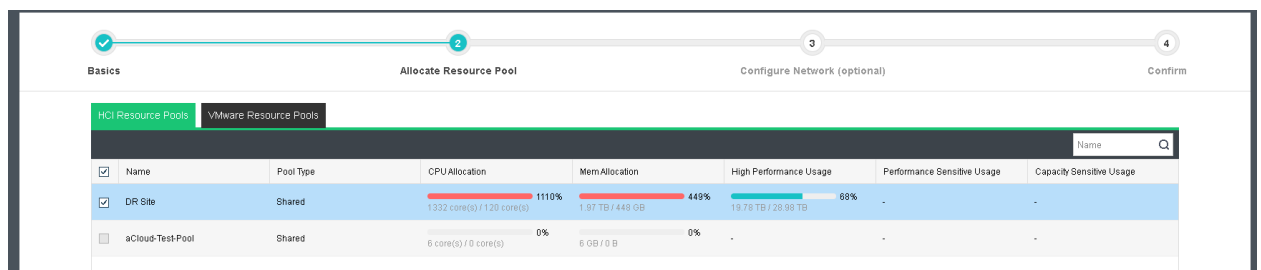 2 3 4
Basics Allocate Resource Pool Configure Network (optional) Confirm
HCI Resource Pools VMware Resource Pools
Name
Name Pool Type CPU Allocation Mem Allocation High Performance Usage Performance Sensitive Usage Capacity Sensitive Usage
DR Site Shared 1110% 449% 68% - -
1332 core(s) / 120 core(s) 1.97 TB / 448 GB 19.78 TB / 28.98 TB
aCloud-Test-Pool Shared 0% 0% - - -
6 core(s) / 0 core(s) 6 GB / 0 B